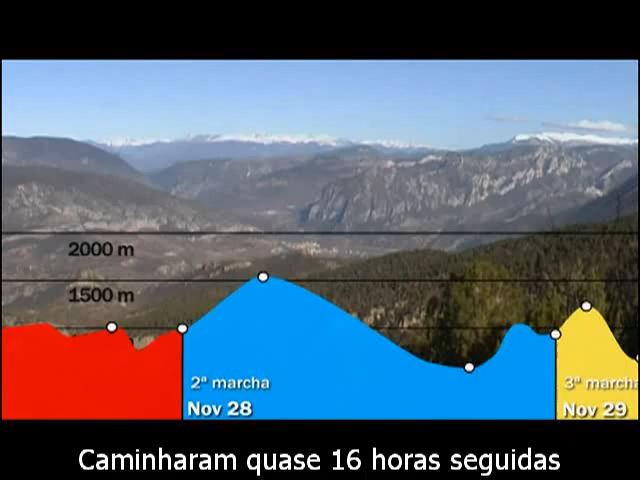 2000 m
1500 m
2ª marcha
Nov 28
3ª marcha
Nov 29
Caminharam quase 16 horas seguidas